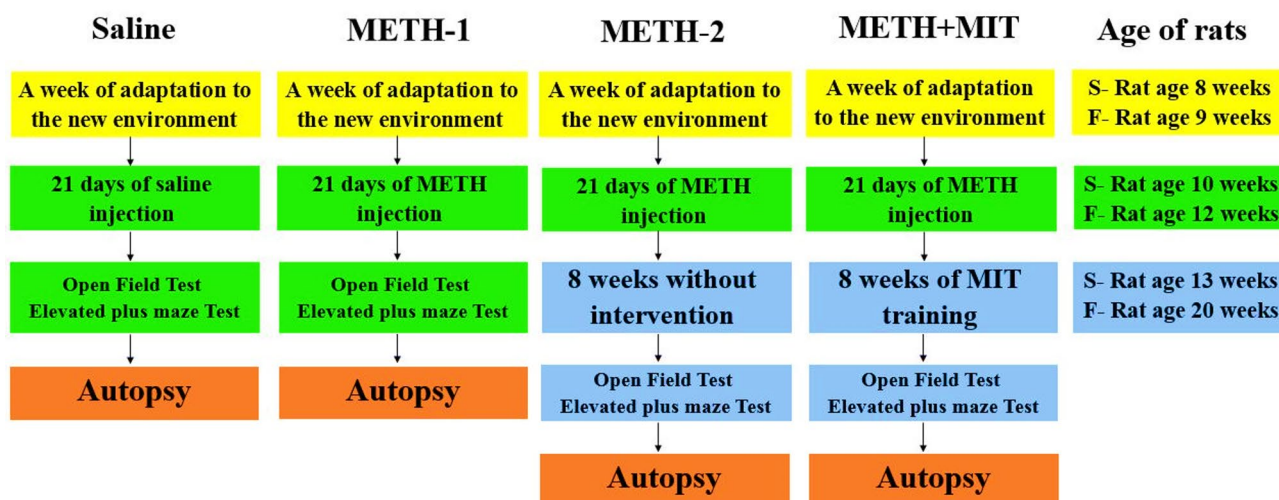 Saline
METH-1
METH-2
METH+MIT
Age of rats
A week of adaptation to
the new environment
A week of adaptation to
the new environment
A week of adaptation to
the new environment
A week of adaptation
to the new environment
S- Rat age 8 weeks
F- Rat age 9 weeks
21 days of saline
injection
21 days of METH
injection
21 days of METH
injection
21 days of METH
injection
S- Rat age 10 weeks
F- Rat age 12 weeks
Open Field Test
Elevated plus maze Test
Open Field Test
Elevated plus maze Test
8 weeks without
intervention
8 weeks of MIT
training
S- Rat age 13 weeks
F- Rat age 20 weeks
Autopsy
Autopsy
Open Field Test
Elevated plus maze Test
Open Field Test
Elevated plus maze Test
Autopsy
Autopsy